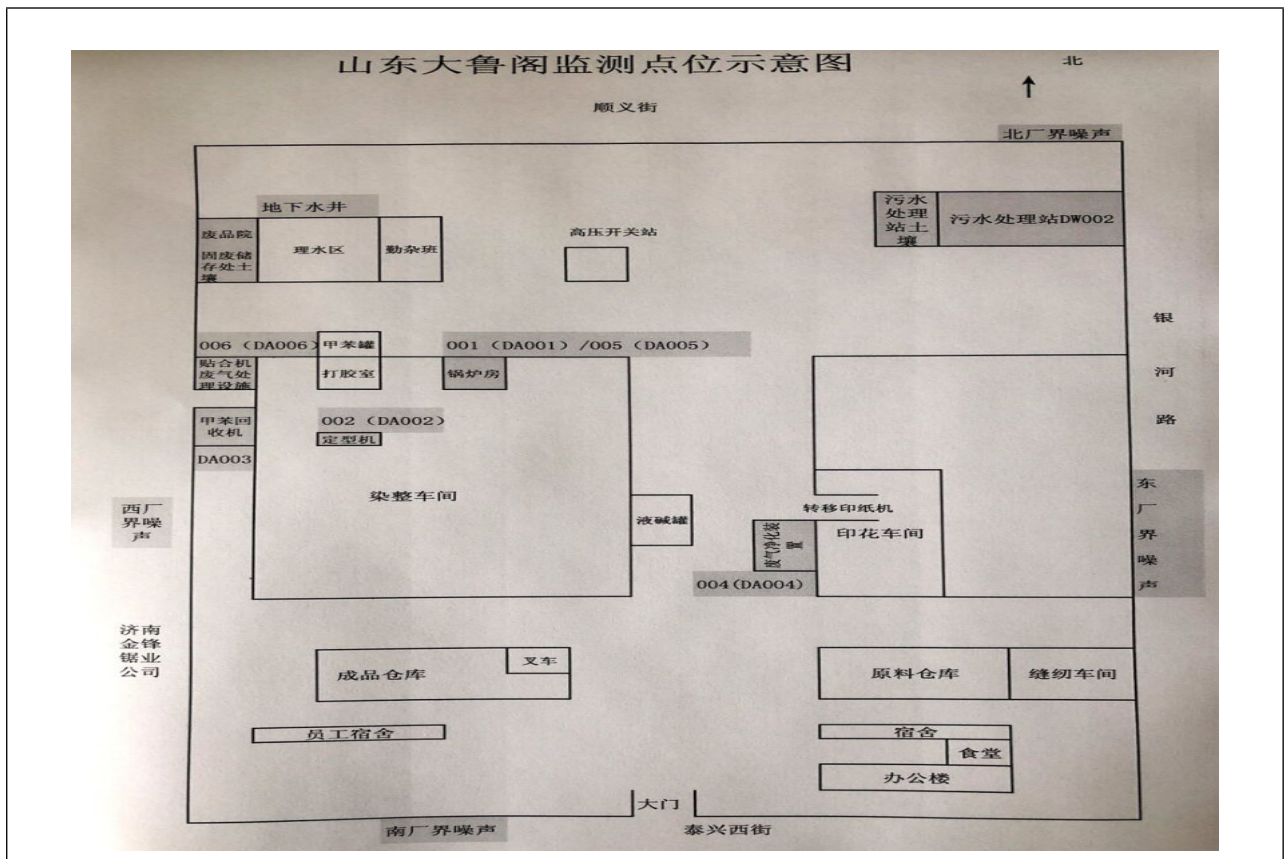 山东大鲁阁监测点位示意图
北
顺义街
北厂界噪声
地下水井
废品院
固废储
存处土
壤
理水区
勤杂班
高压开关站
污水
处理
站土
壤
污水处理站DW002
银
河
路
006（DA006）
甲苯罐
001（DA001）/005（DA005）
贴合机
废气处
理设施
打胶室
锅炉房
甲苯回
收机
002（DA002）
定型机
DA003
染整车间
西厂
界噪
声
液碱罐
转移印纸机
印花车间
废气净化装
置
004(DA004)
东
厂
界
噪
声
济南
金锋
锯业
公司
成品仓库
叉车
原料仓库
缝纫车间
员工宿舍
宿舍
食堂
办公楼
大门
南厂界噪声
泰兴西街